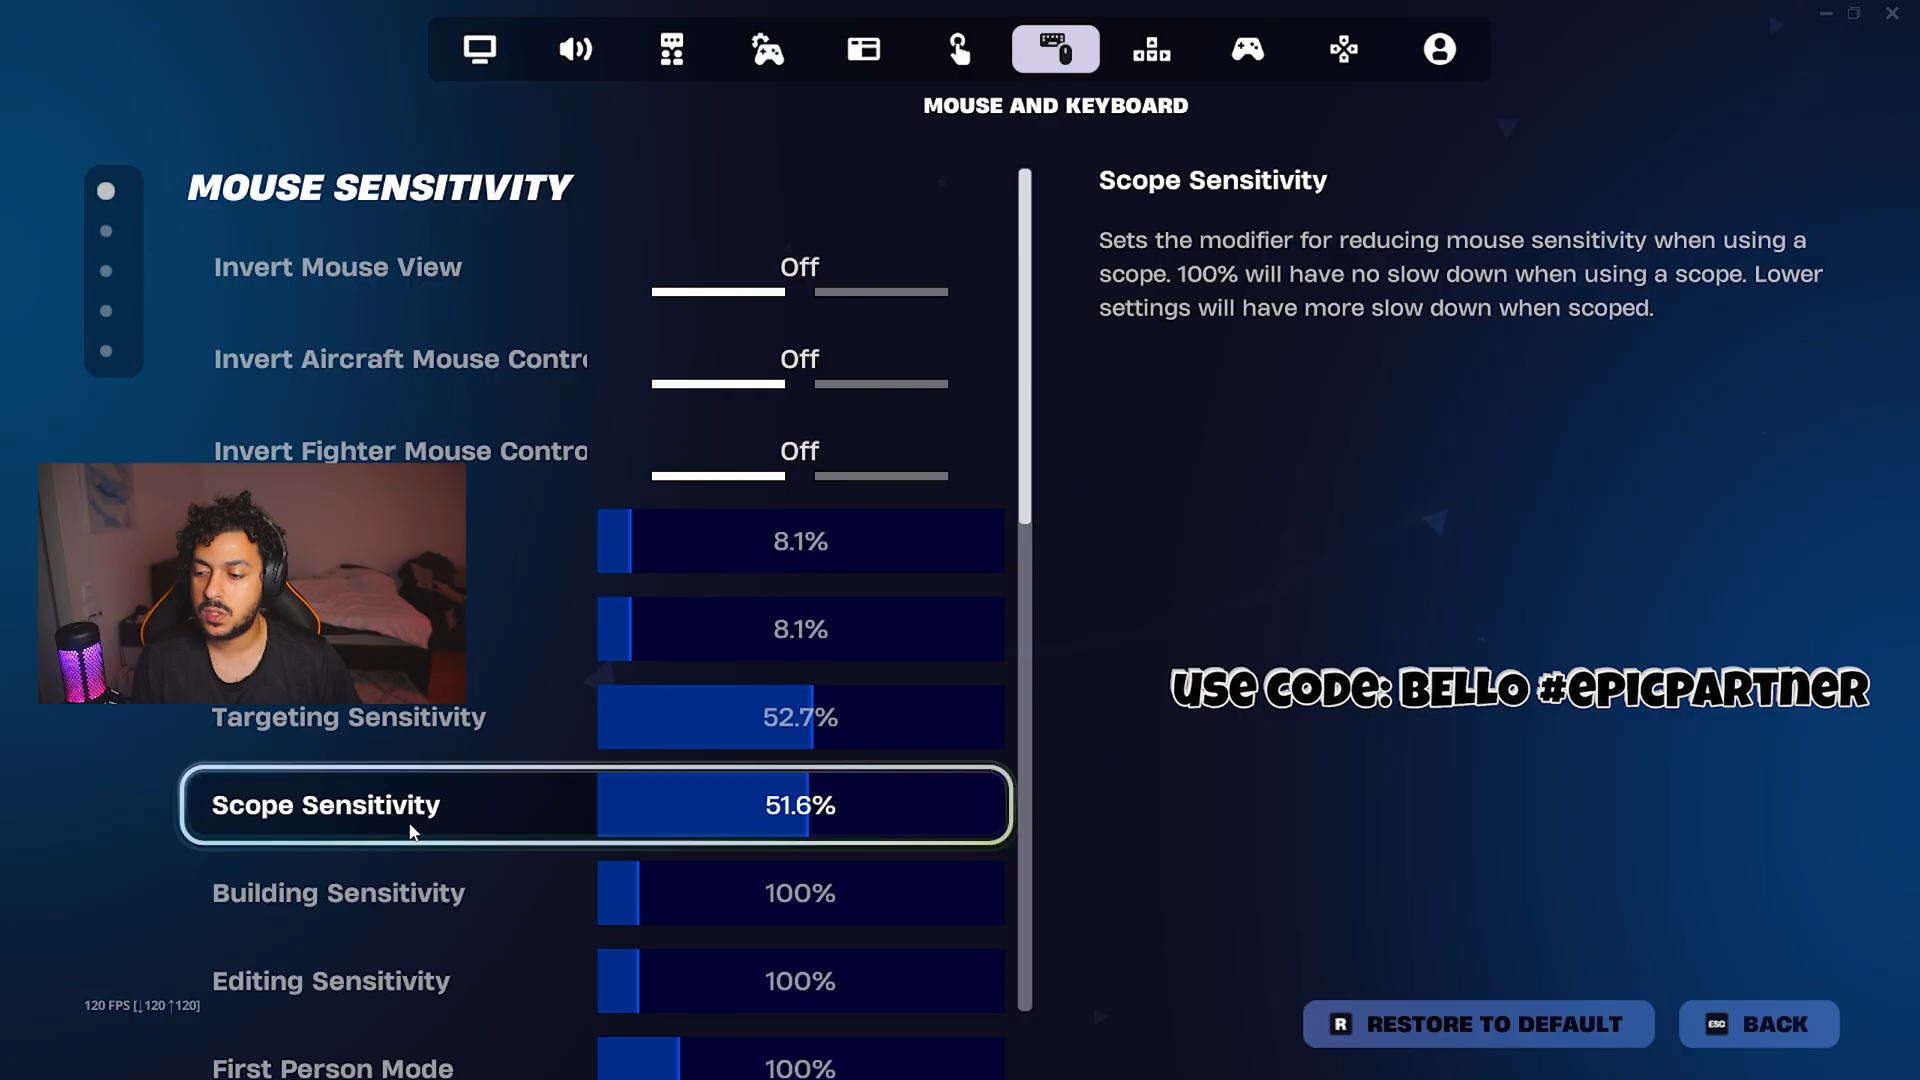 MOUSE AND KEYBOARD
MOUSE SENSITIVITY
Invert Mouse View
Off
Invert Aircraft Mouse Contr
Off
Invert Fighter Mouse Contro
Off
8.1%
8.1%
Targeting Sensitivity
52.7%
Scope Sensitivity
51.6%
Building Sensitivity
100%
Editing Sensitivity
100%
First Person Mode
100%
Scope Sensitivity
Sets the modifier for reducing mouse sensitivity when using a
scope. 100% will have no slow down when using a scope. Lower
settings will have more slow down when scoped.
USE CODE: BELLO #EPICPARTNER
120 FPS [↓120 ↑120]
R RESTORE TO DEFAULT
ESC BACK